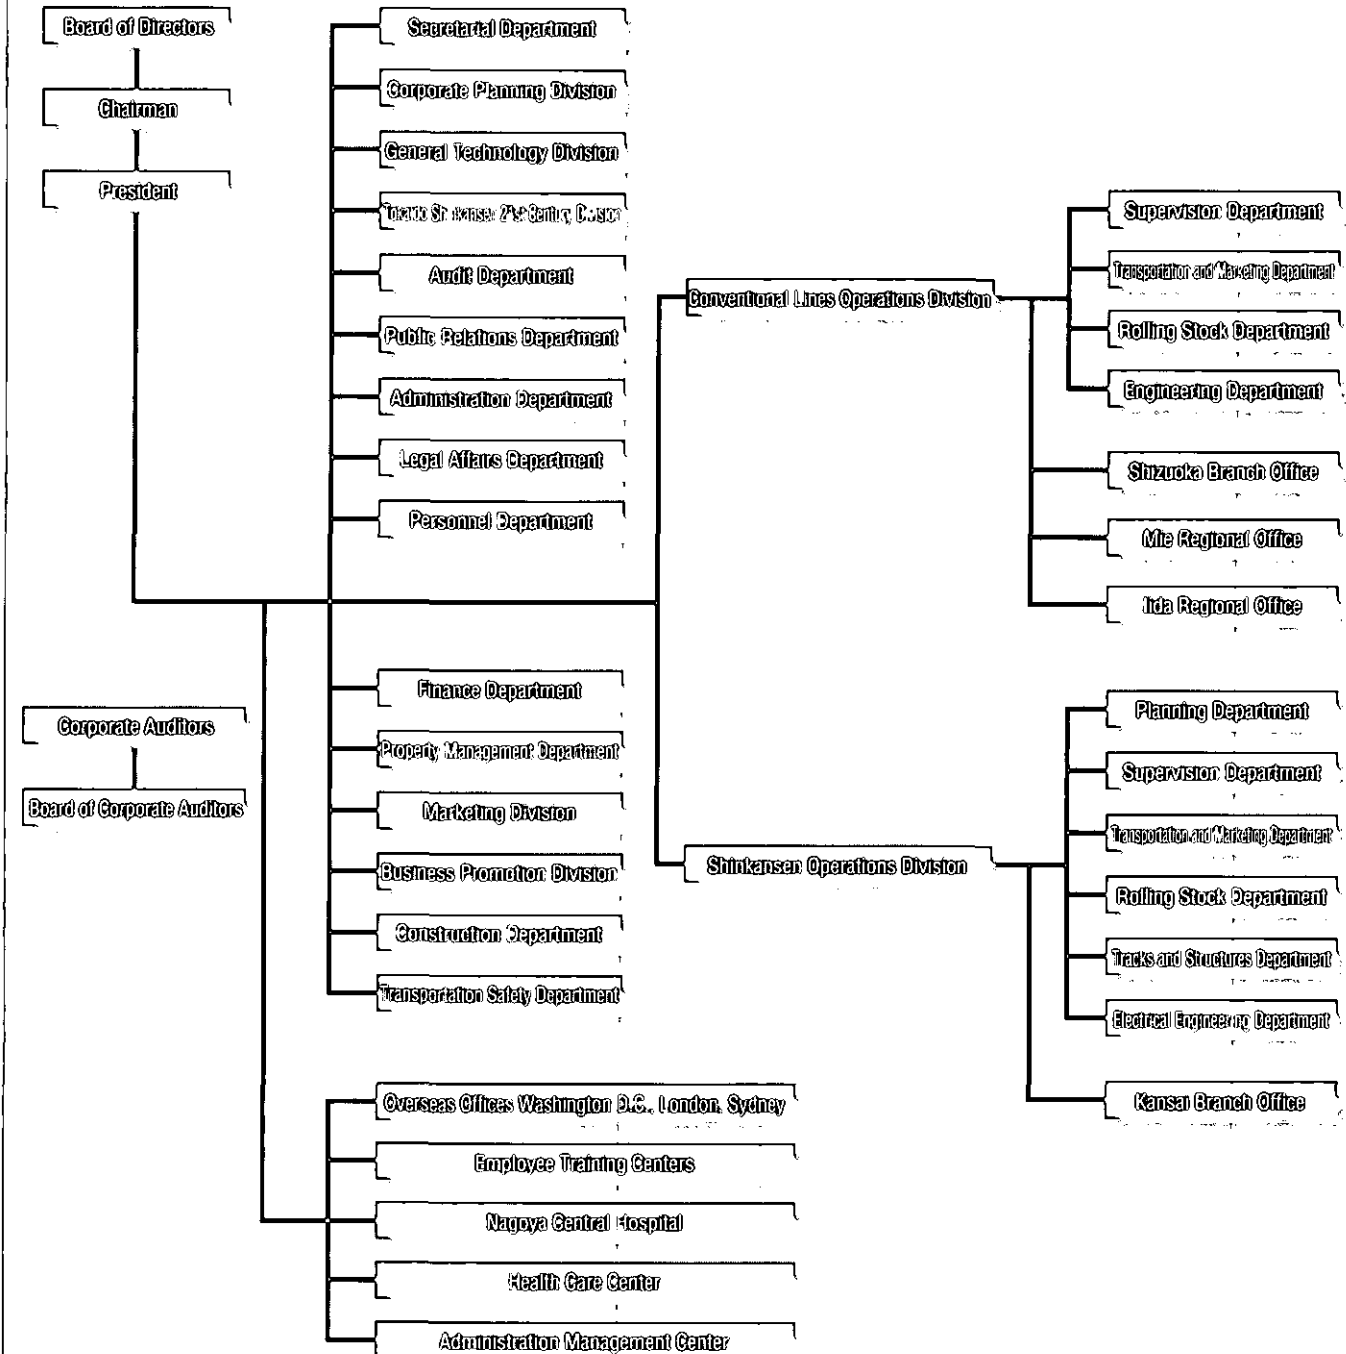 Board of Directors
Chairman
President
Corporate Auditors
Board of Corporate Auditors
Secretarial Department
Corporate Planning Division
General Technology Division
Tokaido Shinkansen 21st Century Division
Audit Department
Public Relations Department
Administration Department
Legal Affairs Department
Personnel Department
Finance Department
Property Management Department
Marketing Division
Business Promotion Division
Construction Department
Transportation Safety Department
Overseas Offices Washington D.C., London, Sydney
Employee Training Centers
Nagoya Central Hospital
Health Care Center
Administration Management Center
Conventional Lines Operations Division
Supervision Department
Transportation and Marketing Department
Rolling Stock Department
Engineering Department
Shizuoka Branch Office
Mie Regional Office
Iida Regional Office
Shinkansen Operations Division
Planning Department
Supervision Department
Transportation and Marketing Department
Rolling Stock Department
Tracks and Structures Department
Electrical Engineering Department
Kansai Branch Office